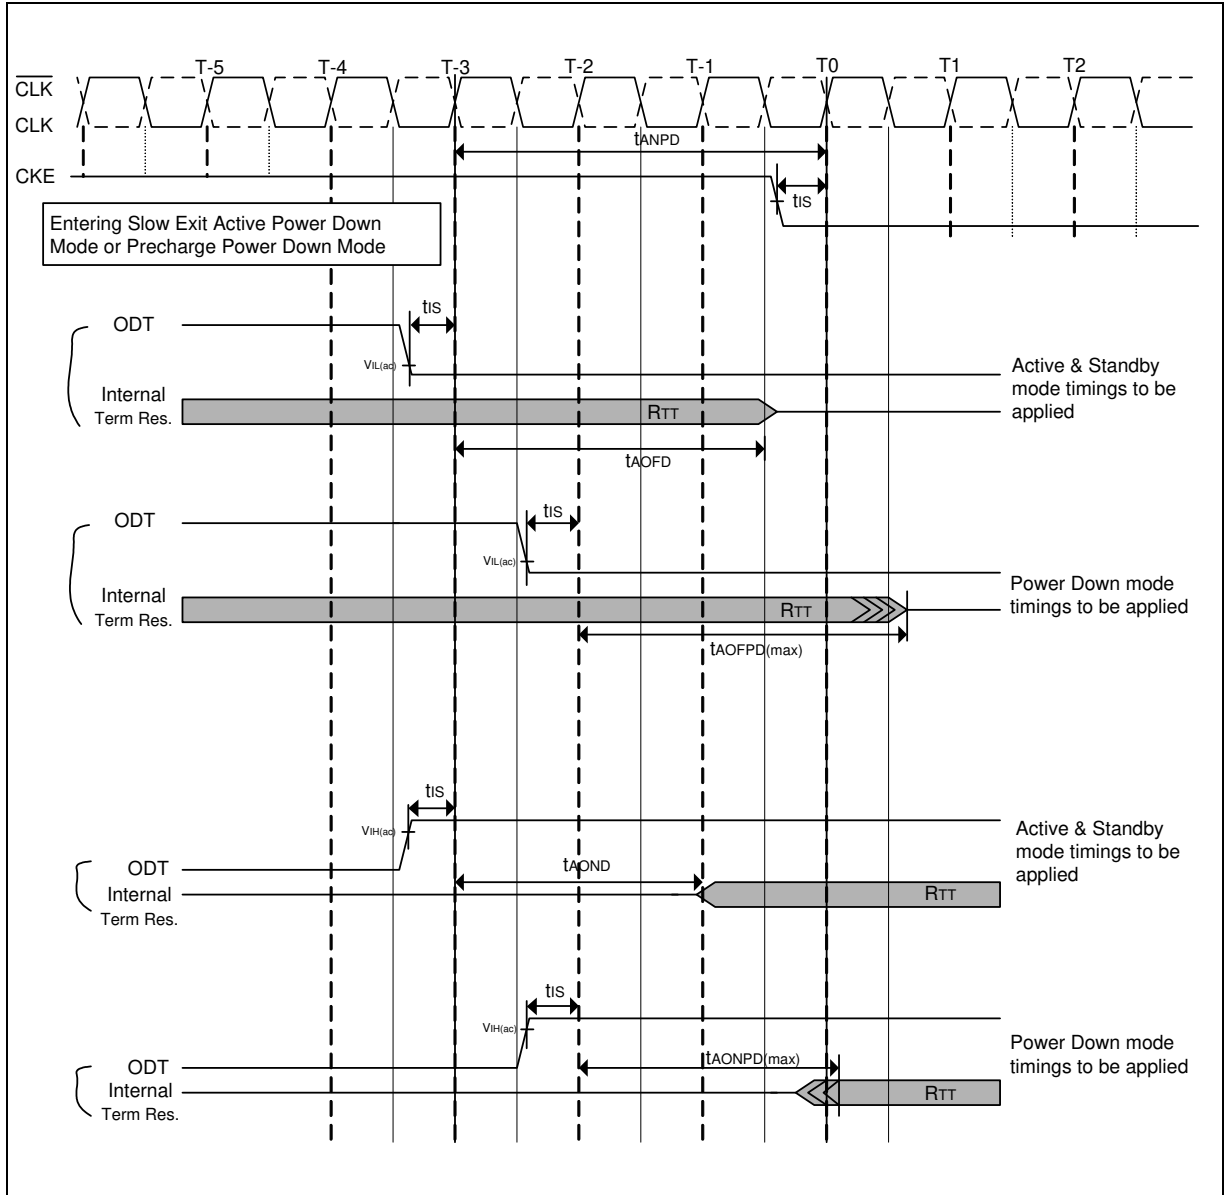 T-5 T-4 T-3 T-2 T-1 T0 T1 T2
CLK
CLK
tANPD
CKE
tIS
Entering Slow Exit Active Power Down
Mode or Precharge Power Down Mode
tIS
ODT
VIL(ac)
Active & Standby
mode timings to be
applied
Internal
Term Res.
RTT
tAOFD
ODT
tIS
VIL(ac)
Power Down mode
timings to be applied
Internal
Term Res.
RTT
tAOFPD(max)
tIS
VIH(ac)
Active & Standby
mode timings to be
applied
ODT
tAOND
Internal
Term Res.
RTT
tIS
VIH(ac)
Power Down mode
timings to be applied
tAONPD(max)
ODT
Internal
Term Res.
RTT